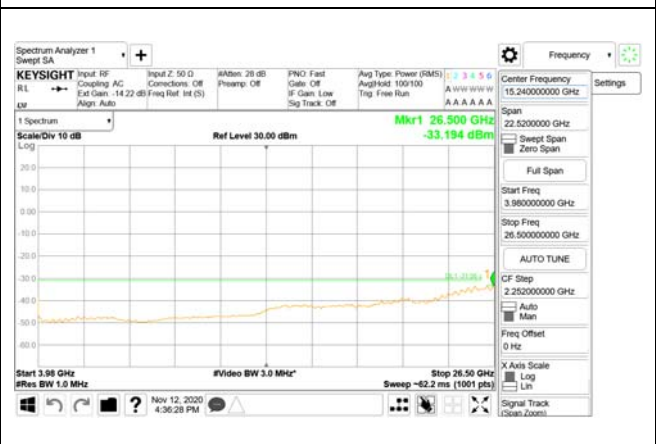 Spectrum Analyzer 1
Swept SA
Frequency
KEYSIGHT Input: RF
Coupling: AC
Ext Gain: -14.22 dB
Align: Auto
RL
Input Z: 50 Ω
Corrections: Off
Freq Ref: Int (S)
#Atten: 28 dB
Preamp: Off
PNO: Fast
Gate: Off
IF Gain: Low
Sig Track: Off
Avg Type: Power (RMS)
Avg|Hold: 100/100
Trig: Free Run
1 2 3 4 5 6
A W W W W W
A A A A A A
1 Spectrum
Scale/Div 10 dB
Log
Ref Level 30.00 dBm
Mkr1 26.500 GHz
-33.194 dBm
20.0
10.0
0.00
-10.0
-20.0
-30.0
-40.0
-50.0
-60.0
1
Start 3.98 GHz
#Res BW 1.0 MHz
#Video BW 3.0 MHz*
Stop 26.50 GHz
Sweep ~62.2 ms (1001 pts)
Nov 12, 2020
4:36:28 PM
Center Frequency
15.240000000 GHz
Settings
Span
22.5200000 GHz
Swept Span
Zero Span
Full Span
Start Freq
3.980000000 GHz
Stop Freq
26.500000000 GHz
AUTO TUNE
CF Step
2.252000000 GHz
Auto
Man
Freq Offset
0 Hz
X Axis Scale
Log
Lin
Signal Track
(Span Zoom)